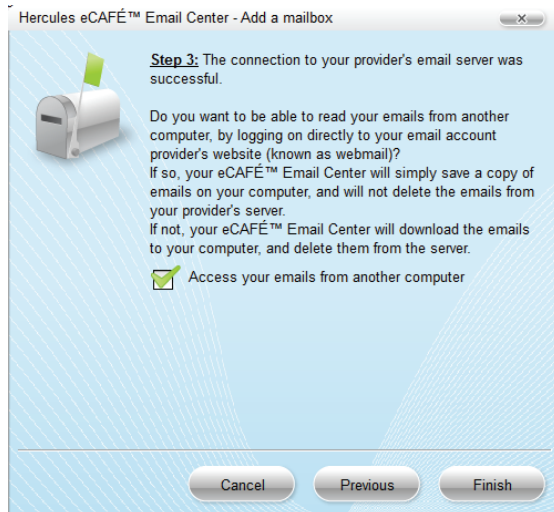 Hercules eCAFÉ™ Email Center - Add a mailbox
Step 3: The connection to your provider's email server was
successful.
Do you want to be able to read your emails from another
computer, by logging on directly to your email account
provider's website (known as webmail)?
If so, your eCAFÉ™ Email Center will simply save a copy of
emails on your computer, and will not delete the emails from
your provider's server.
If not, your eCAFÉ™ Email Center will download the emails
to your computer, and delete them from the server.
Access your emails from another computer
Cancel Previous Finish